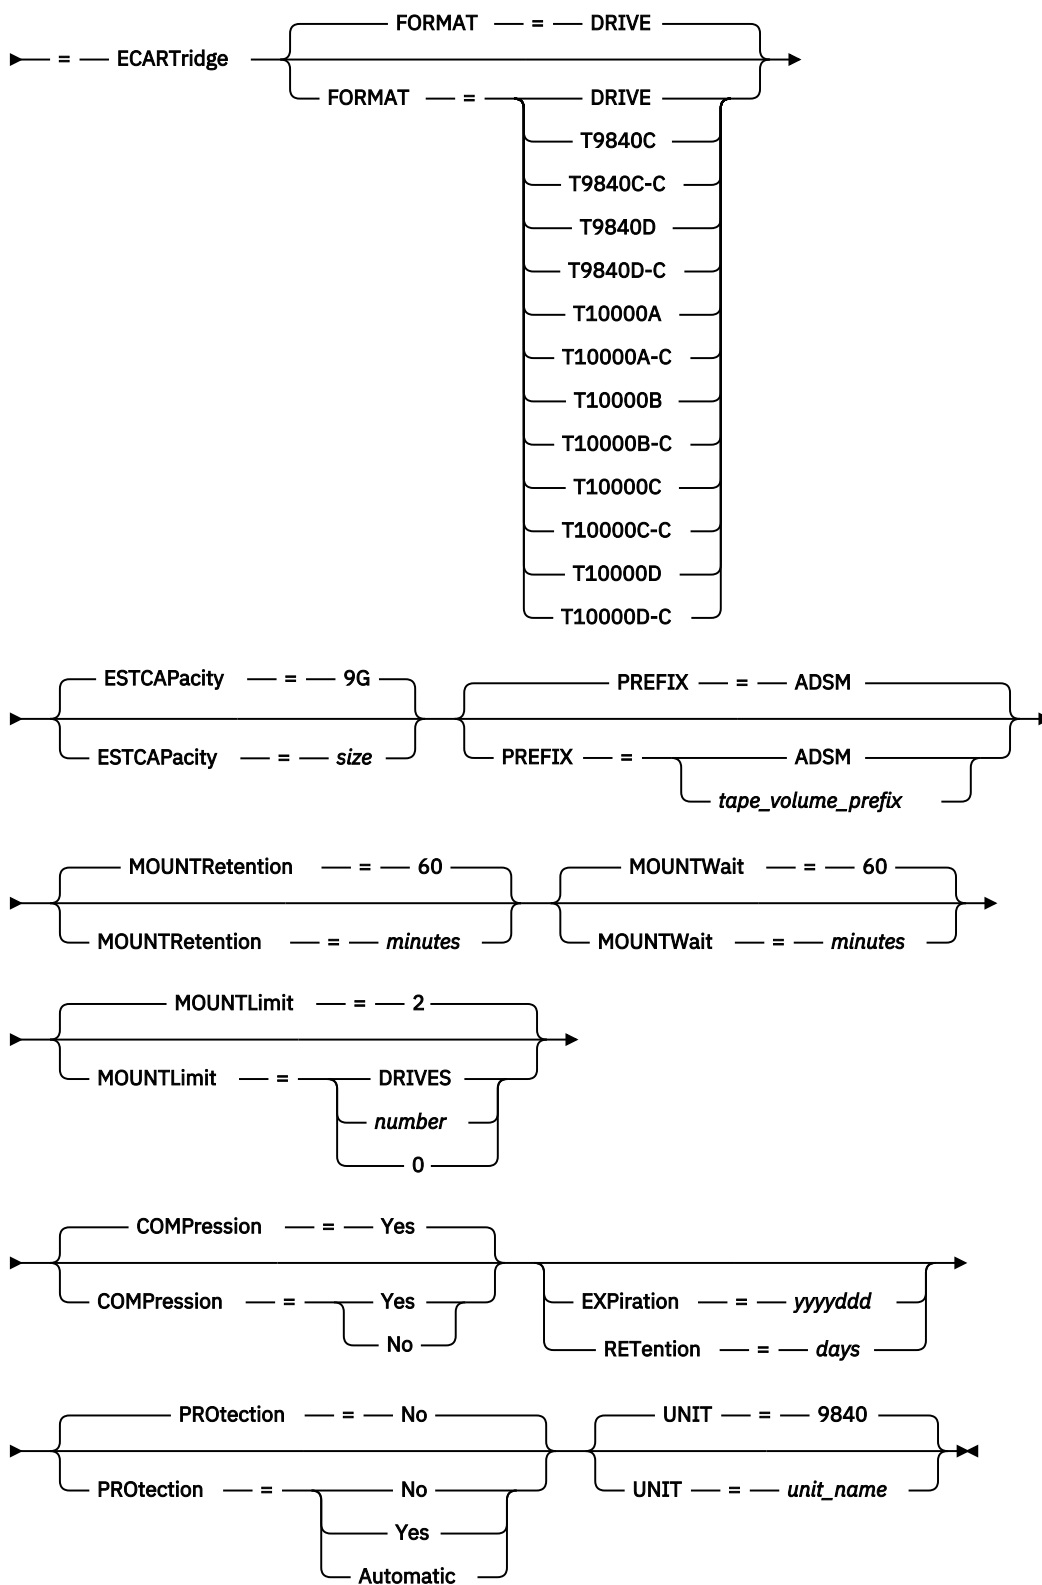 FORMAT = DRIVE
= ECARTridge
FORMAT = DRIVE
T9840C
T9840C-C
T9840D
T9840D-C
T10000A
T10000A-C
T10000B
T10000B-C
T10000C
T10000C-C
T10000D
T10000D-C
ESTCAPacity = 9G PREFIX = ADSM
ESTCAPacity = size PREFIX = ADSM
tape_volume_prefix
MOUNTRetention = 60 MOUNTWait = 60
MOUNTRetention = minutes MOUNTWait = minutes
MOUNTLimit = 2
MOUNTLimit = DRIVES
number
0
COMPression = Yes
COMPression = Yes EXPiration = yyyyddd
No RETention = days
PROtection = No UNIT = 9840
PROtection = No UNIT = unit_name
Yes
Automatic